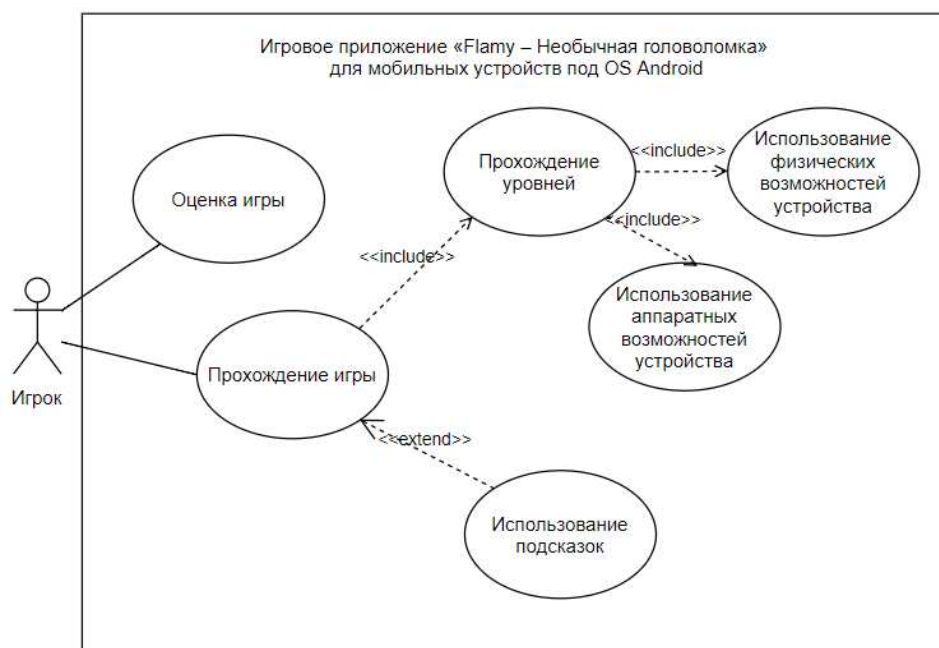 Игровое приложение «Flamy – Необычная головоломка»
для мобильных устройств под OS Android
Оценка игры
Прохождение
уровней
<<include>>
Использование
физических
возможностей
устройства
<<include>>
<<include>>
Использование
аппаратных
возможностей
устройства
Игрок
Прохождение игры
<<extend>>
Использование
подсказок